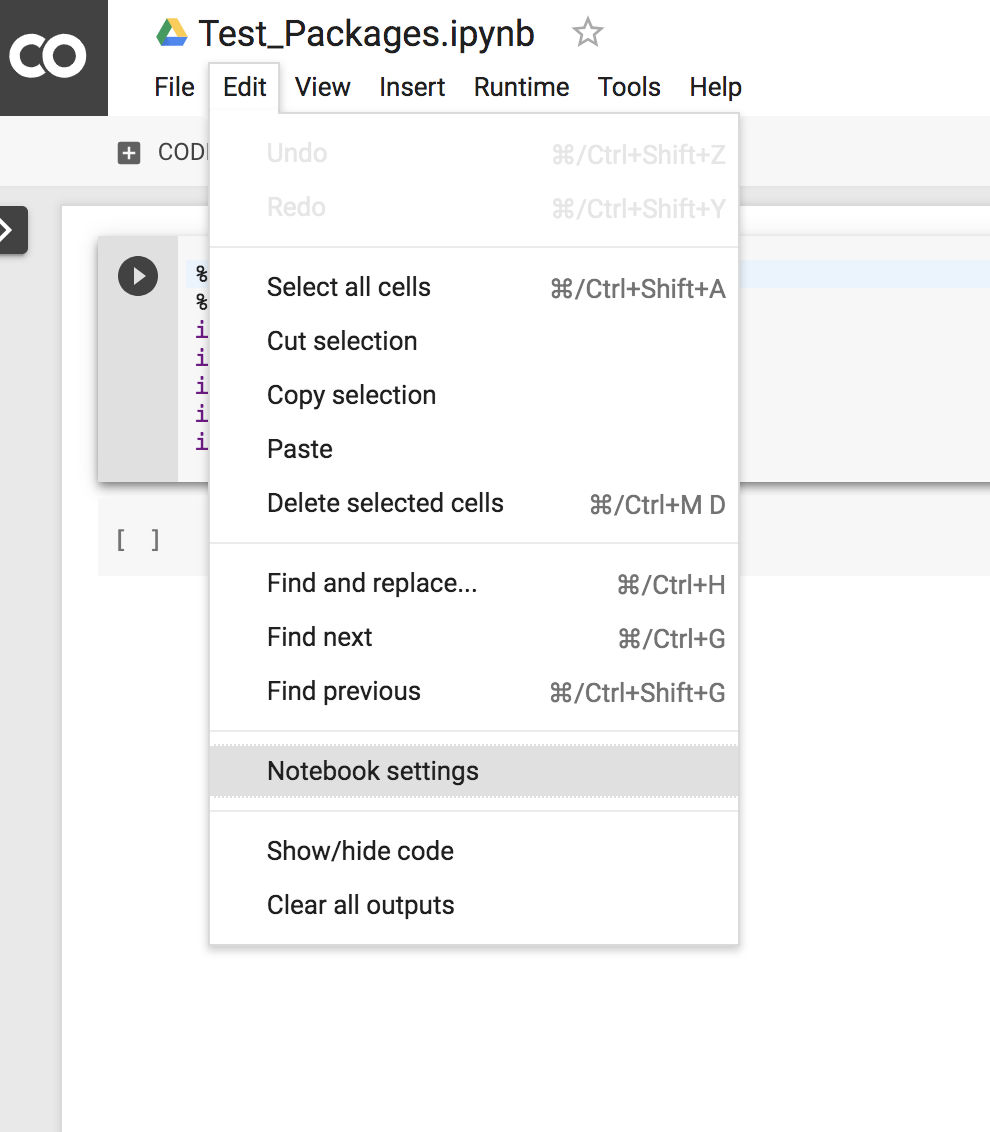 CO
Test_Packages.ipynb
File Edit View Insert Runtime Tools Help
Undo ⌘/Ctrl+Shift+Z
Redo ⌘/Ctrl+Shift+Y
Select all cells ⌘/Ctrl+Shift+A
Cut selection
Copy selection
Paste
Delete selected cells ⌘/Ctrl+M D
Find and replace... ⌘/Ctrl+H
Find next ⌘/Ctrl+G
Find previous ⌘/Ctrl+Shift+G
Notebook settings
Show/hide code
Clear all outputs
%
%
i
i
i
i
i
[ ]